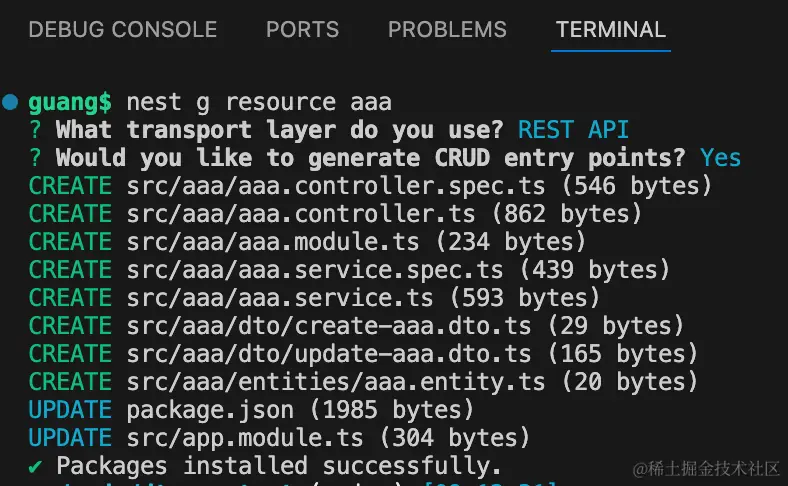 DEBUG CONSOLE PORTS PROBLEMS TERMINAL
guang$ nest g resource aaa
? What transport layer do you use? REST API
? Would you like to generate CRUD entry points? Yes
CREATE src/aaa/aaa.controller.spec.ts (546 bytes)
CREATE src/aaa/aaa.controller.ts (862 bytes)
CREATE src/aaa/aaa.module.ts (234 bytes)
CREATE src/aaa/aaa.service.spec.ts (439 bytes)
CREATE src/aaa/aaa.service.ts (593 bytes)
CREATE src/aaa/dto/create-aaa.dto.ts (29 bytes)
CREATE src/aaa/dto/update-aaa.dto.ts (165 bytes)
CREATE src/aaa/entities/aaa.entity.ts (20 bytes)
UPDATE package.json (1985 bytes)
UPDATE src/app.module.ts (304 bytes)
✔ Packages installed successfully.
@稀土掘金技术社区